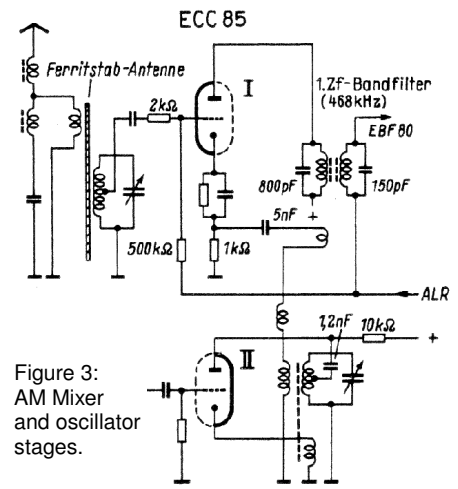 ECC 85
Ferritstab-Antenne
I
2kΩ
1.Zf-Bandfilter
(468kHz)
EBF 80
800pF
150pF
+
5nF
500kΩ
1kΩ
ALR
1,2nF
10kΩ
+
II
Figure 3:
AM Mixer
and oscillator
stages.